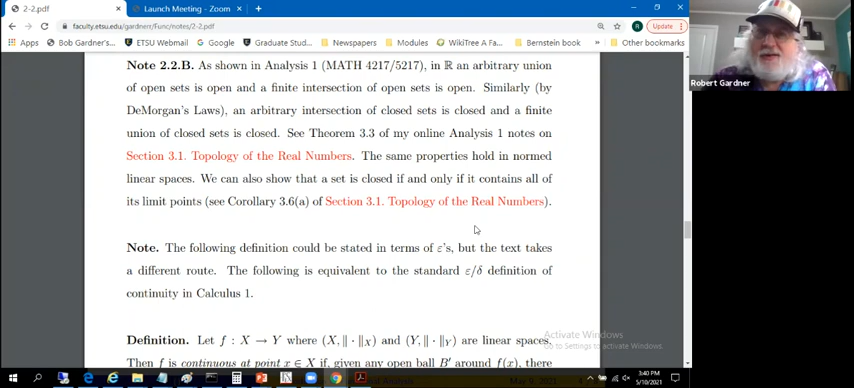 2-2.pdf
Launch Meeting - Zoom
faculty.etsu.edu/gardnerr/Func/notes/2-2.pdf
Update
Apps
Bob Gardner's...
ETSU Webmail
Google
Graduate Stud...
Newspapers
Modules
WikiTree A Fa...
Bernstein book
Other bookmarks
Robert Gardner
Note 2.2.B. As shown in Analysis 1 (MATH 4217/5217), in ℝ an arbitrary union
of open sets is open and a finite intersection of open sets is open. Similarly (by
DeMorgan's Laws), an arbitrary intersection of closed sets is closed and a finite
union of closed sets is closed. See Theorem 3.3 of my online Analysis 1 notes on
Section 3.1. Topology of the Real Numbers. The same properties hold in normed
linear spaces. We can also show that a set is closed if and only if it contains all of
its limit points (see Corollary 3.6(a) of Section 3.1. Topology of the Real Numbers).
Note. The following definition could be stated in terms of ε's, but the text takes
a different route. The following is equivalent to the standard ε/δ definition of
continuity in Calculus 1.
Definition. Let f : X → Y where (X, ‖ · ‖X) and (Y, ‖ · ‖Y) are linear spaces.
Then f is continuous at point x ∈ X if, given any open ball B′ around f(x), there
Activate Windows
Go to Settings to activate Windows.
3:40 PM
5/10/2021